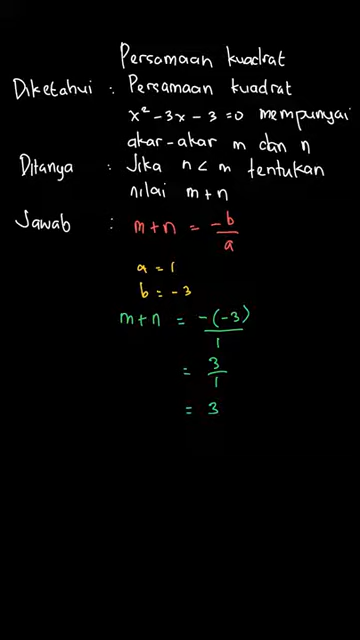 Persamaan kuadrat
Diketahui : Persamaan kuadrat
x² - 3x - 3 = 0 mempunyai
akar-akar m dan n
Ditanya : Jika n < m tentukan
nilai m + n
Jawab : m + n = -b/a
a = 1
b = -3
m + n = -(-3)/1
= 3/1
= 3